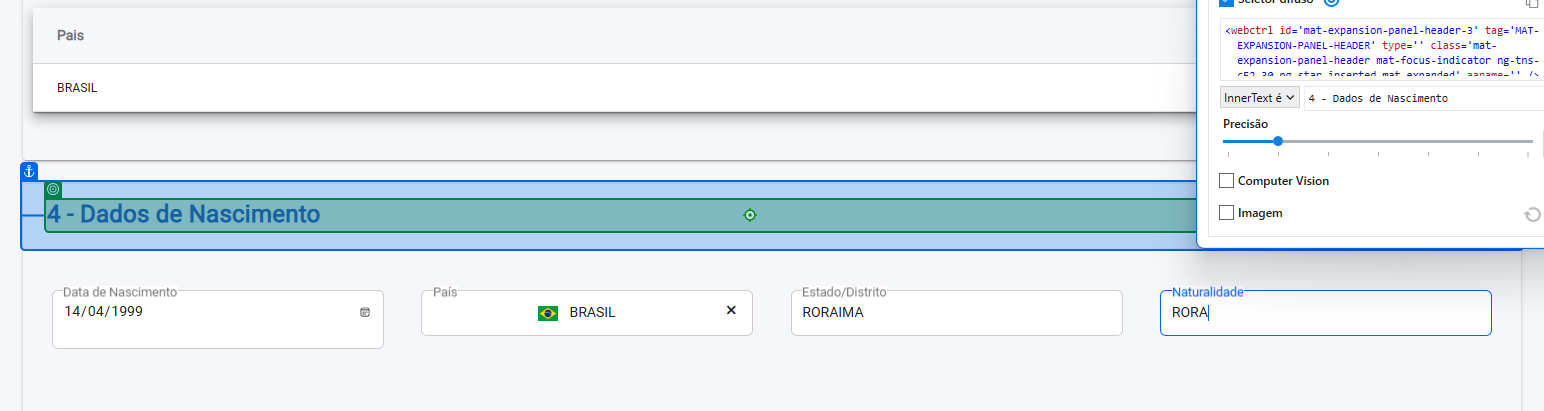 Seletor difuso
Pais
<webctrl id='mat-expansion-panel-header-3' tag='MAT-
EXPANSION-PANEL-HEADER' type='' class='mat-
expansion-panel-header mat-focus-indicator ng-tns-
c52-30 ng-star-inserted mat-expanded' aaname='' />
BRASIL
InnerText é
4 - Dados de Nascimento
Precisão
Computer Vision
Imagem
4 - Dados de Nascimento
Data de Nascimento
14/04/1999
País
BRASIL
Estado/Distrito
RORAIMA
Naturalidade
RORA